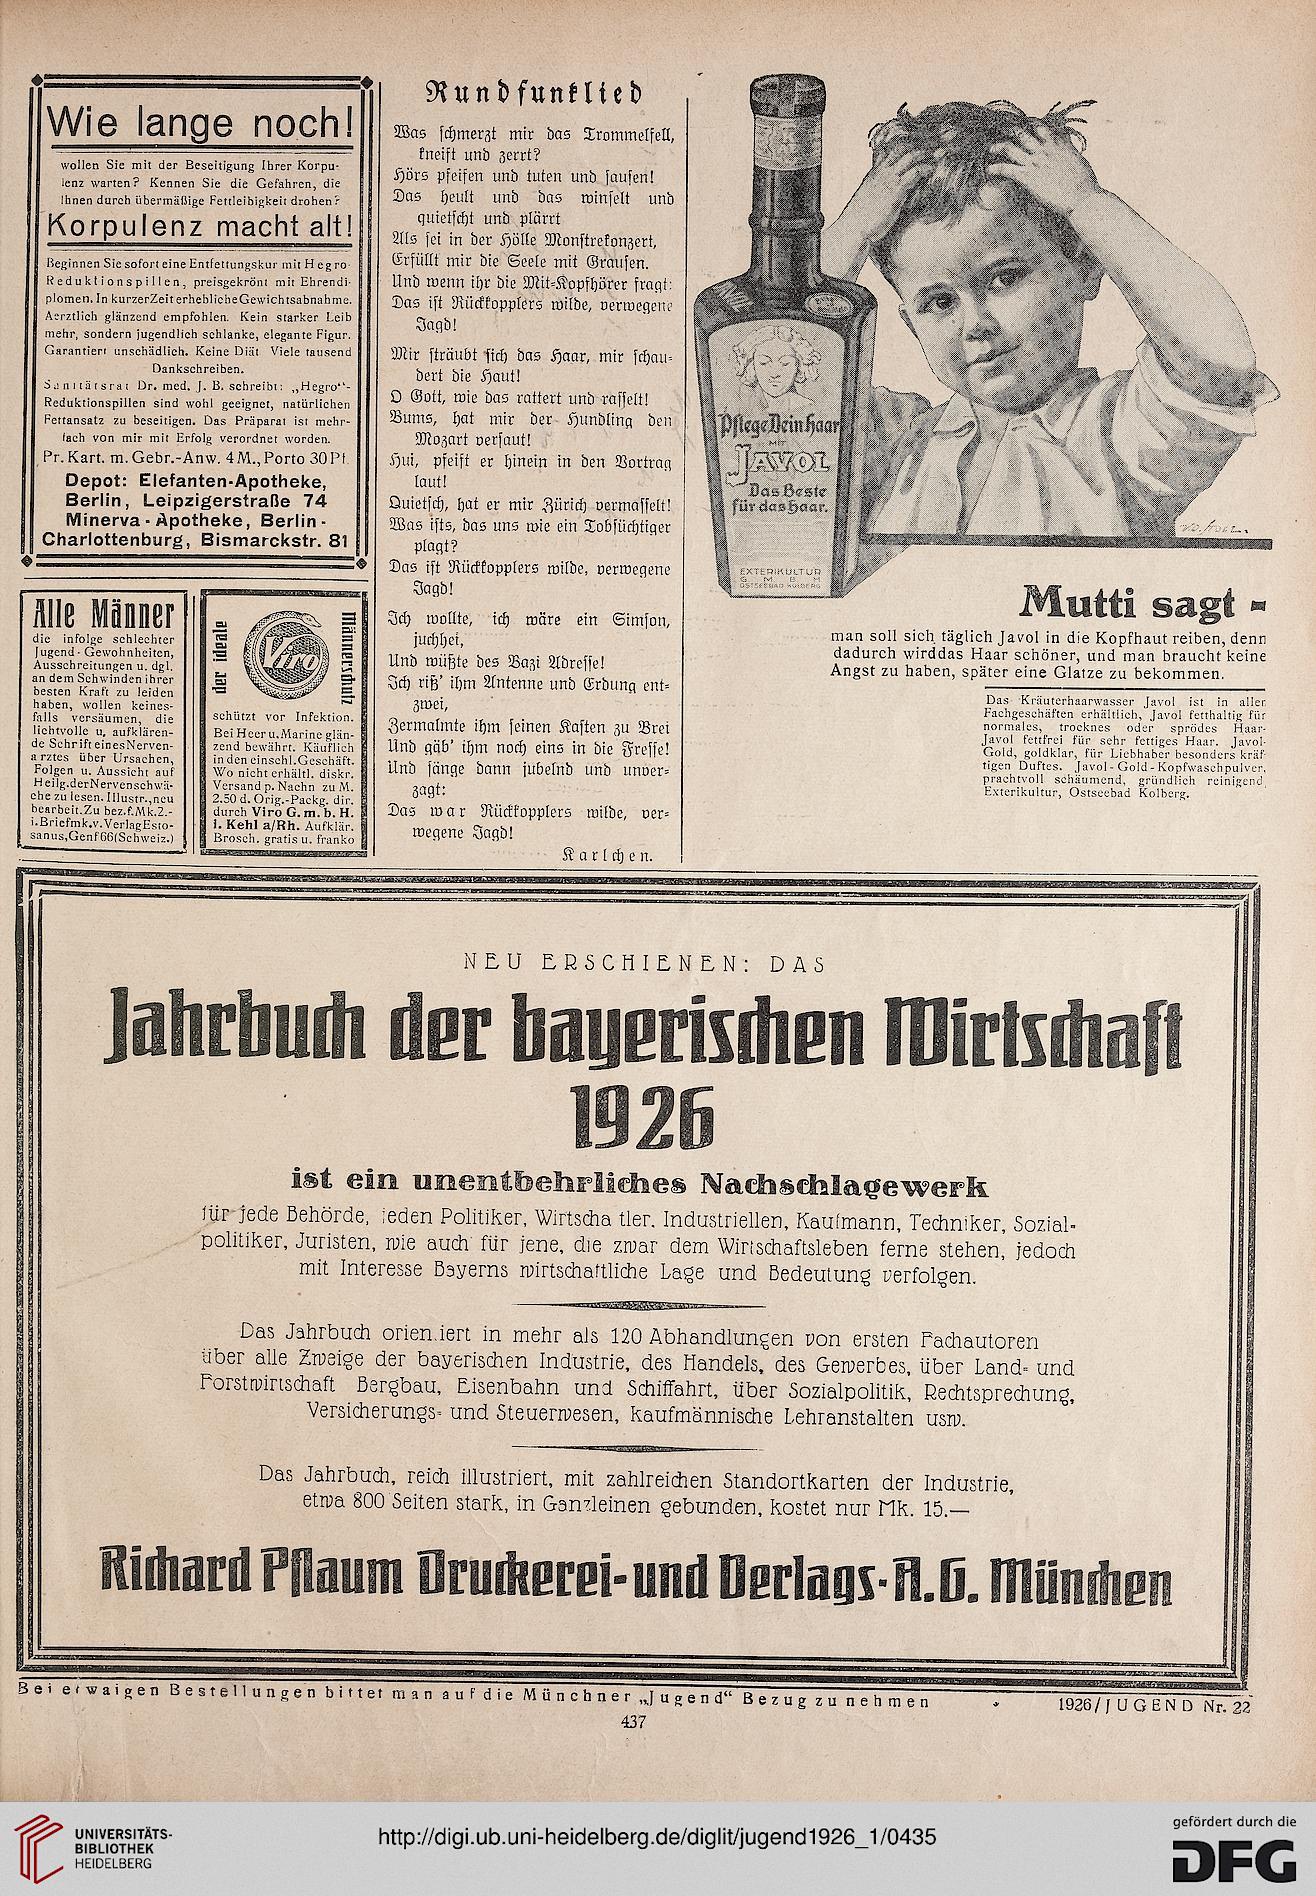 Wie lange noch!
wollen Sie mit der Beseitigung Ihrer Korpu-
lenz warten? Kennen Sie die Gefahren, die
Ihnen durch übermäßige Fettleibigkeit drohen?
Korpulenz macht alt!
Beginnen Sie sofort eine Entfettungskur mit Hegro-
Reduktionspillen, preisgekrönt mit Ehrendi-
plomen. In kurzer Zeit erhebliche Gewichtsabnahme.
Aerztlich glänzend empfohlen. Kein starker Leib
mehr, sondern jugendlich schlanke, elegante Figur.
Garantiert unschädlich. Keine Diät Viele tausend
Dankschreiben.
Sanitätsrat Dr. med. J. B. schreibt: „Hegro“-
Reduktionspillen sind wohl geeignet, natürlichen
Fettansatz zu beseitigen. Das Präparat ist mehr-
fach von mir mit Erfolg verordnet worden.
Pr. Kart. m. Gebr.-Anw. 4 M., Porto 30 Pf.
Depot: Elefanten-Apotheke,
Berlin, Leipzigerstraße 74
Minerva-Apotheke, Berlin-
Charlottenburg, Bismarckstr. 81
Alle Männer
die infolge schlechter
Jugend-Gewohnheiten,
Ausschreitungen u. dgl.
an dem Schwinden ihrer
besten Kraft zu leiden
haben, wollen keines-
falls versäumen, die
lichtvolle u. aufklären-
de Schrift eines Nerven-
arztes über Ursachen,
Folgen u. Aussicht auf
Heilg. der Nervenschwä-
che zu lesen. Illustr., neu
bearbeit. Zu bez. f. Mk. 2.-
i. Briefmk. v. Verlag Esto-
sanus, Genf 66 (Schweiz.)
der ideale
Viro
Männerschutz
schützt vor Infektion.
Bei Heer u. Marine glän-
zend bewährt. Käuflich
in den einschl. Geschäft.
Wo nicht erhältl. diskr.
Versand p. Nachn zu M.
2.50 d. Orig.-Packg. dir.
durch Viro G. m. b. H.
i. Kehl a/Rh. Aufklär.
Brosch. gratis u. franko
Rundfunklied
Was schmerzt mir das Trommelfell,
kneift und zerrt?
Hörs pfeifen und tuten und sausen!
Das heult und das winselt und
quietscht und plärrt
Als sei in der Hölle Monstrekonzert,
Erfüllt mir die Seele mit Grausen.
Und wenn ihr die Mit-Kopfhörer fragt:
Das ist Rückkopplers wilde, verwegene
Jagd!
Mir sträubt sich das Haar, mir schau-
dert die Haut!
O Gott, wie das rattert und rasselt!
Bums, hat mir der Hundling den
Mozart versaut!
Hui, pfeift er hinein in den Vortrag
laut!
Quietsch, hat er mir Zürich vermasselt!
Was ists, das uns wie ein Tobsüchtiger
plagt?
Das ist Rückkopplers wilde, verwegene
Jagd!
Ich wollte, ich wäre ein Simson,
juchhei,
Und wüßte des Bazi Adresse!
Ich riß' ihm Antenne und Erdung ent-
zwei,
Zermalmte ihm seinen Kasten zu Brei
Und gäb' ihm noch eins in die Fresse!
Und sänge dann jubelnd und unver-
zagt:
Das war Rückkopplers wilde, ver-
wegene Jagd!
Karlchen.
Pflege Dein Haar
MIT
JAVOL
Das Beste
für das Haar.
EXTERIKULTUR
G M B H
OSTSEEBAD KOLBERG
Mutti sagt -
man soll sich täglich Javol in die Kopfhaut reiben, denn
dadurch wird das Haar schöner, und man braucht keine
Angst zu haben, später eine Glatze zu bekommen.
Das Kräuterhaarwasser Javol ist in allen
Fachgeschäften erhältlich, Javol fetthaltig für
normales, trocknes oder sprödes Haar-
Javol fettfrei für sehr fettiges Haar. Javol-
Gold, goldklar, für Liebhaber besonders kräf-
tigen Duftes. Javol-Gold-Kopfwaschpulver,
prachtvoll schäumend, gründlich reinigend
Exterikultur, Ostseebad Kolberg.
NEU ERSCHIENEN: DAS
Jahrbuch der bayerischen Wirtschaft
1926
ist ein unentbehrliches Nachschlagewerk
für jede Behörde, jeden Politiker, Wirtschaftler, Industriellen, Kaufmann, Techniker, Sozial-
politiker, Juristen, wie auch für jene, die zwar dem Wirtschaftsleben ferne stehen, jedoch
mit Interesse Bayerns wirtschaftliche Lage und Bedeutung verfolgen.
Das Jahrbuch orientiert in mehr als 120 Abhandlungen von ersten Fachautoren
über alle Zweige der bayerischen Industrie, des Handels, des Gewerbes, über Land- und
Forstwirtschaft Bergbau, Eisenbahn und Schiffahrt, über Sozialpolitik, Rechtsprechung,
Versicherungs- und Steuerwesen, kaufmännische Lehranstalten usw.
Das Jahrbuch, reich illustriert, mit zahlreichen Standortkarten der Industrie,
etwa 800 Seiten stark, in Ganzleinen gebunden, kostet nur Mk. 15.—
Richard Pflaum Druckerei- und Verlags-A.G. München
Bei etwaigen Bestellungen bittet man auf die Münchner „Jugend“ Bezug zu nehmen
1926 / JUGEND Nr. 22
437
UNIVERSITÄTS-
BIBLIOTHEK
HEIDELBERG
http://digi.ub.uni-heidelberg.de/diglit/jugend1926_1/0435
gefördert durch die
DFG